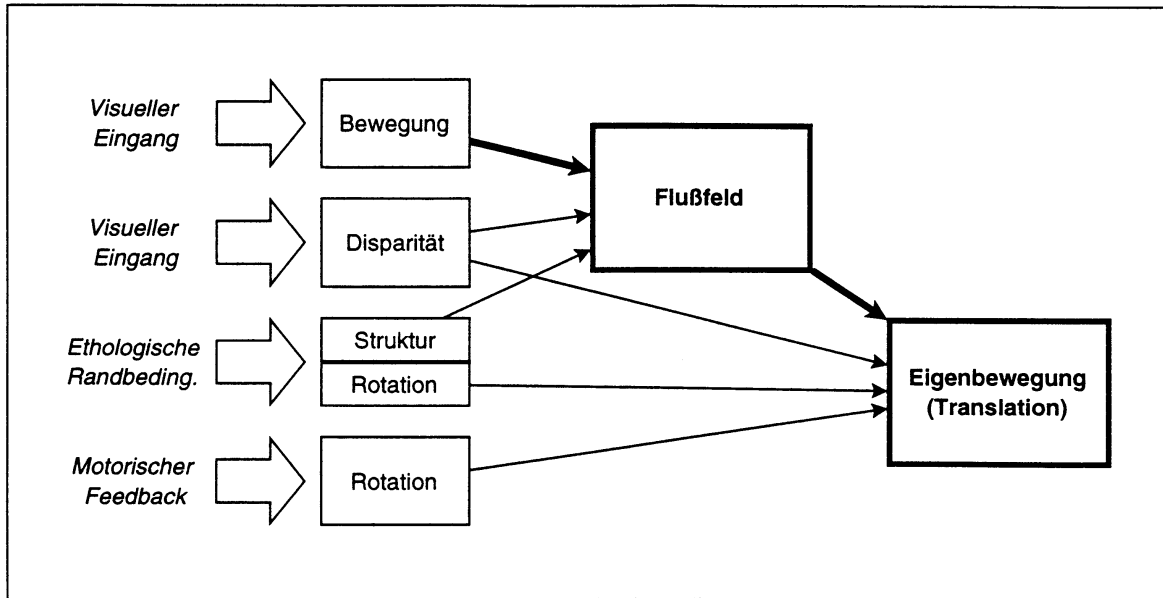 Visueller
Eingang
Bewegung
Flußfeld
Visueller
Eingang
Disparität
Ethologische
Randbeding.
Struktur
Rotation
Eigenbewegung
(Translation)
Motorischer
Feedback
Rotation